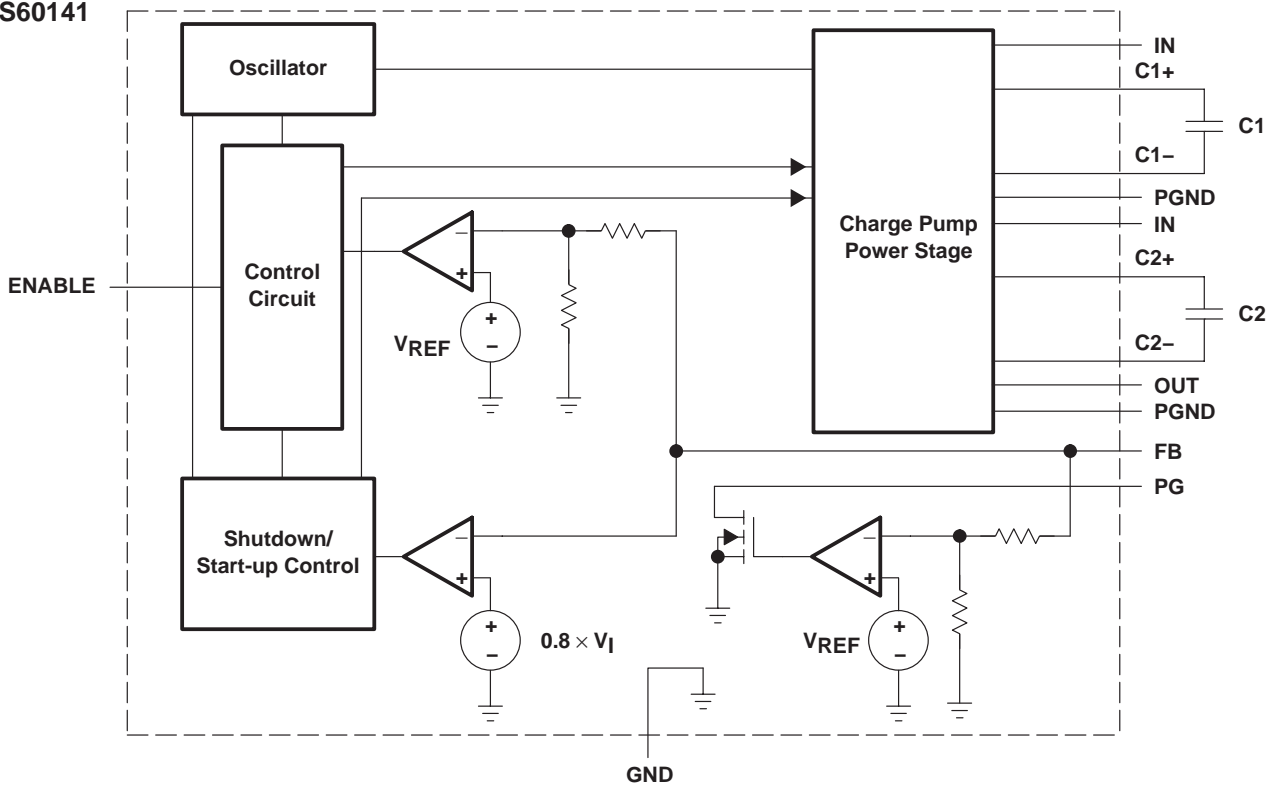 S60141
Oscillator
IN
C1+
C1
C1−
PGND
IN
Charge Pump
Power Stage
C2+
C2
C2−
OUT
PGND
FB
PG
ENABLE
Control
Circuit
−
+
+
−
VREF
Shutdown/
Start-up Control
−
+
+
−
0.8 × VI
−
+
+
−
VREF
GND